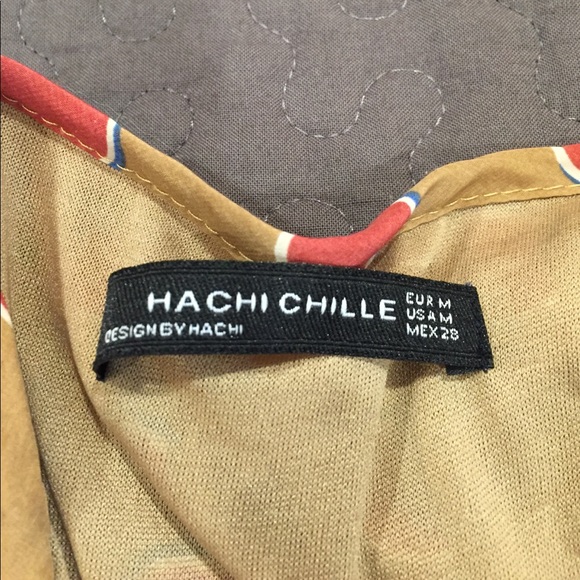 HACHI CHILLE
DESIGN BY HACHI
EUR M
USA M
MEX 28